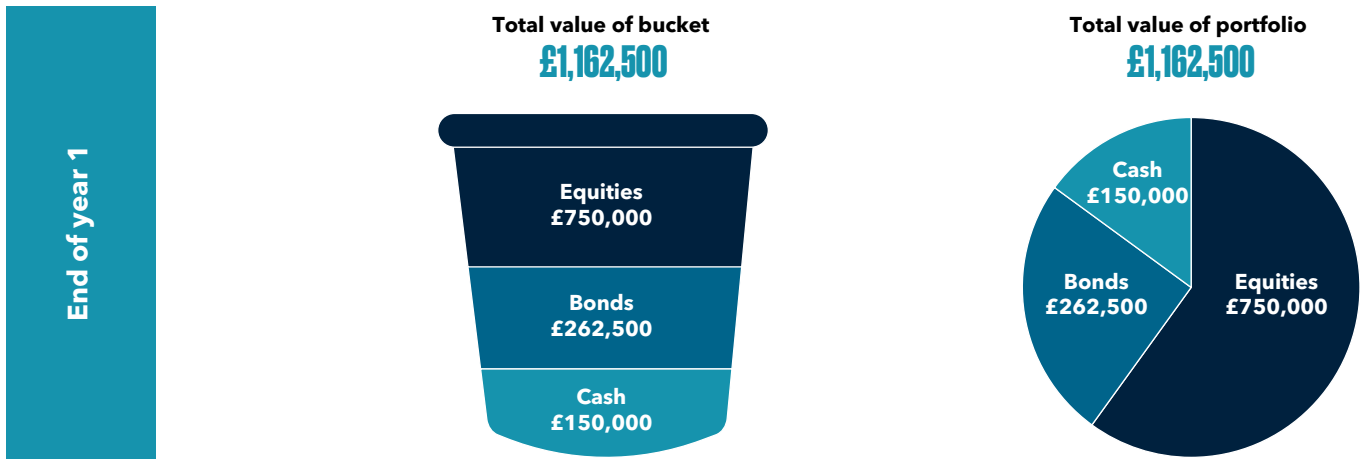 End of year 1
Total value of bucket
£1,162,500
Equities
£750,000
Bonds
£262,500
Cash
£150,000
Total value of portfolio
£1,162,500
Cash
£150,000
Bonds
£262,500
Equities
£750,000